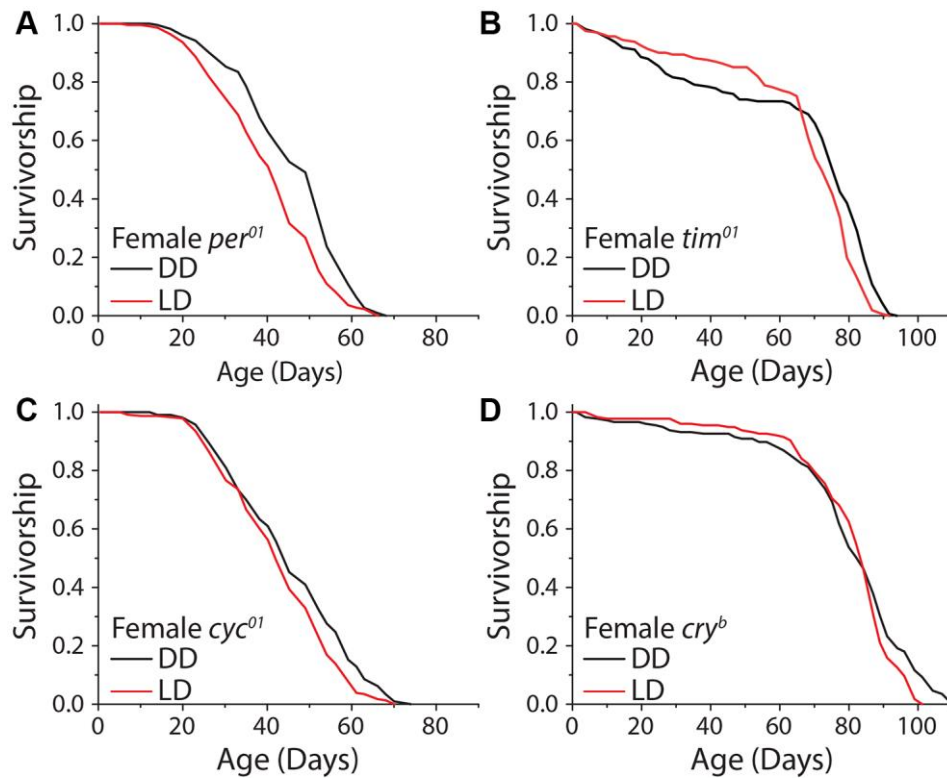 A
Survivorship
1.0
0.8
0.6
0.4
0.2
0.0
Female per⁰¹
DD
LD
0 20 40 60 80
Age (Days)
B
Survivorship
1.0
0.8
0.6
0.4
0.2
0.0
Female tim⁰¹
DD
LD
0 20 40 60 80 100
Age (Days)
C
Survivorship
1.0
0.8
0.6
0.4
0.2
0.0
Female cyc⁰¹
DD
LD
0 20 40 60 80
Age (Days)
D
Survivorship
1.0
0.8
0.6
0.4
0.2
0.0
Female cryᵇ
DD
LD
0 20 40 60 80 100
Age (Days)